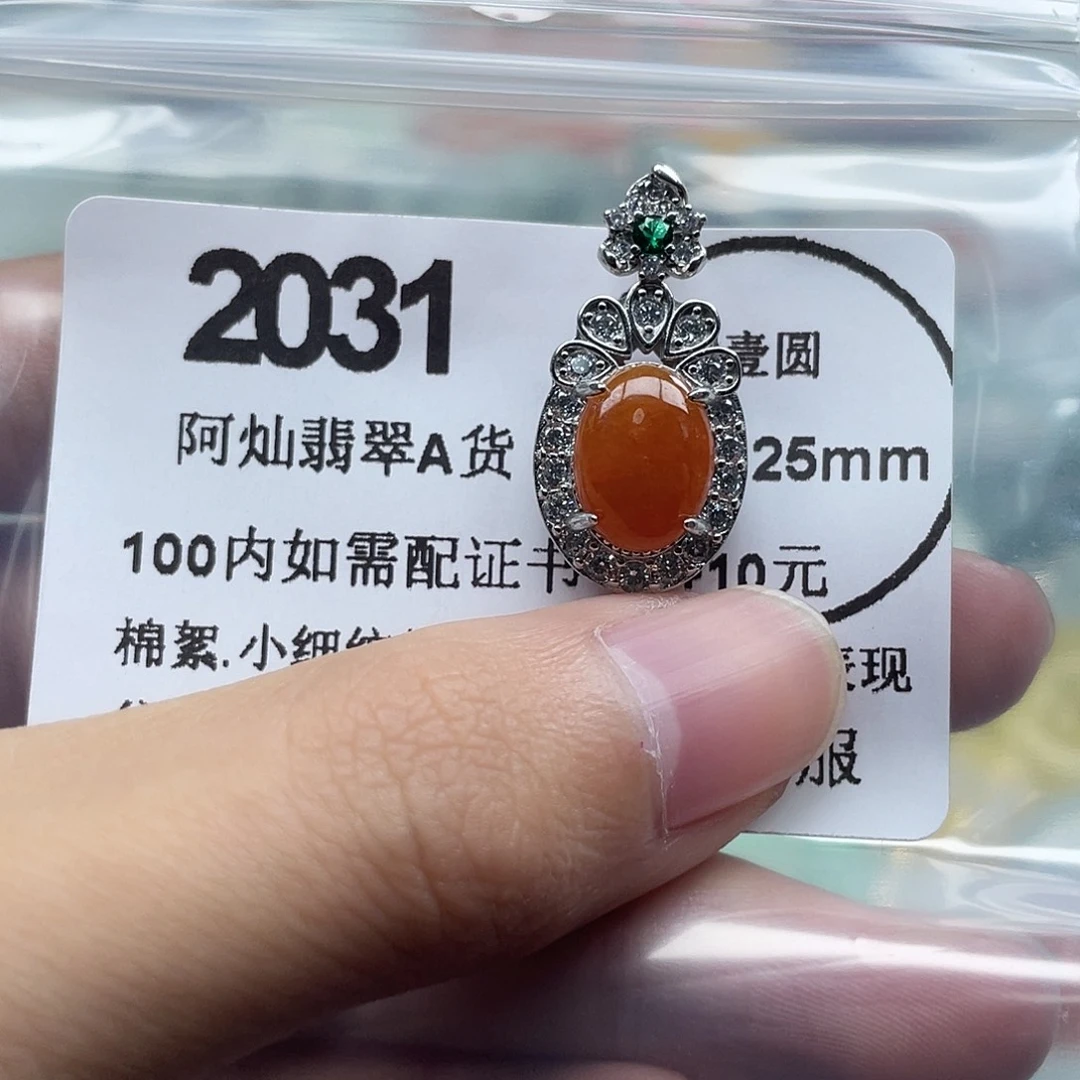 2031
壹圆
阿灿翡翠A货
25mm
100内如需配证书 10元
棉絮.小细纹 表现
服